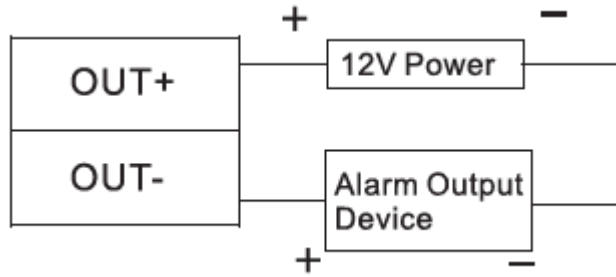 + −
OUT+ 12V Power
OUT- Alarm Output
Device
+ −